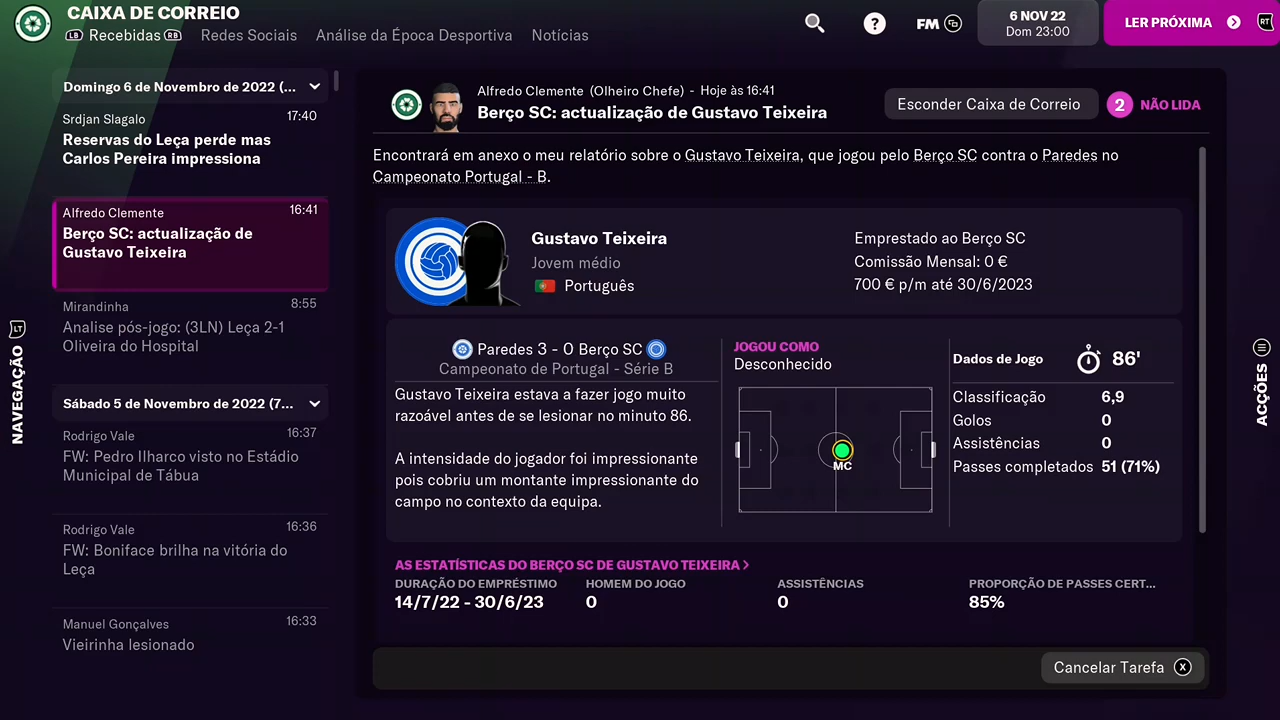 CAIXA DE CORREIO
LB Recebidas RB Redes Sociais Análise da Época Desportiva Notícias
? FM
6 NOV 22
Dom 23:00
LER PRÓXIMA RT
Domingo 6 de Novembro de 2022 (...
Srdjan Slagalo 17:40
Reservas do Leça perde mas
Carlos Pereira impressiona
Alfredo Clemente 16:41
Berço SC: actualização de
Gustavo Teixeira
Mirandinha 8:55
Analise pós-jogo: (3LN) Leça 2-1
Oliveira do Hospital
Sábado 5 de Novembro de 2022 (7...
Rodrigo Vale 16:37
FW: Pedro Ilharco visto no Estádio
Municipal de Tábua
Rodrigo Vale 16:36
FW: Boniface brilha na vitória do
Leça
Manuel Gonçalves 16:33
Vieirinha lesionado
NAVEGAÇÃO LT
Alfredo Clemente (Olheiro Chefe) - Hoje às 16:41
Berço SC: actualização de Gustavo Teixeira
Esconder Caixa de Correio
2 NÃO LIDA
Encontrará em anexo o meu relatório sobre o Gustavo Teixeira, que jogou pelo Berço SC contra o Paredes no
Campeonato Portugal - B.
Gustavo Teixeira
Jovem médio
Português
Emprestado ao Berço SC
Comissão Mensal: 0 €
700 € p/m até 30/6/2023
Paredes 3 - 0 Berço SC
Campeonato de Portugal - Série B
Gustavo Teixeira estava a fazer jogo muito
razoável antes de se lesionar no minuto 86.
A intensidade do jogador foi impressionante
pois cobriu um montante impressionante do
campo no contexto da equipa.
JOGOU COMO
Desconhecido
MC
Dados de Jogo 86'
Classificação 6,9
Golos 0
Assistências 0
Passes completados 51 (71%)
AS ESTATÍSTICAS DO BERÇO SC DE GUSTAVO TEIXEIRA >
DURAÇÃO DO EMPRÉSTIMO HOMEM DO JOGO ASSISTÊNCIAS PROPORÇÃO DE PASSES CERT...
14/7/22 - 30/6/23 0 0 85%
Cancelar Tarefa X
ACÇÕES